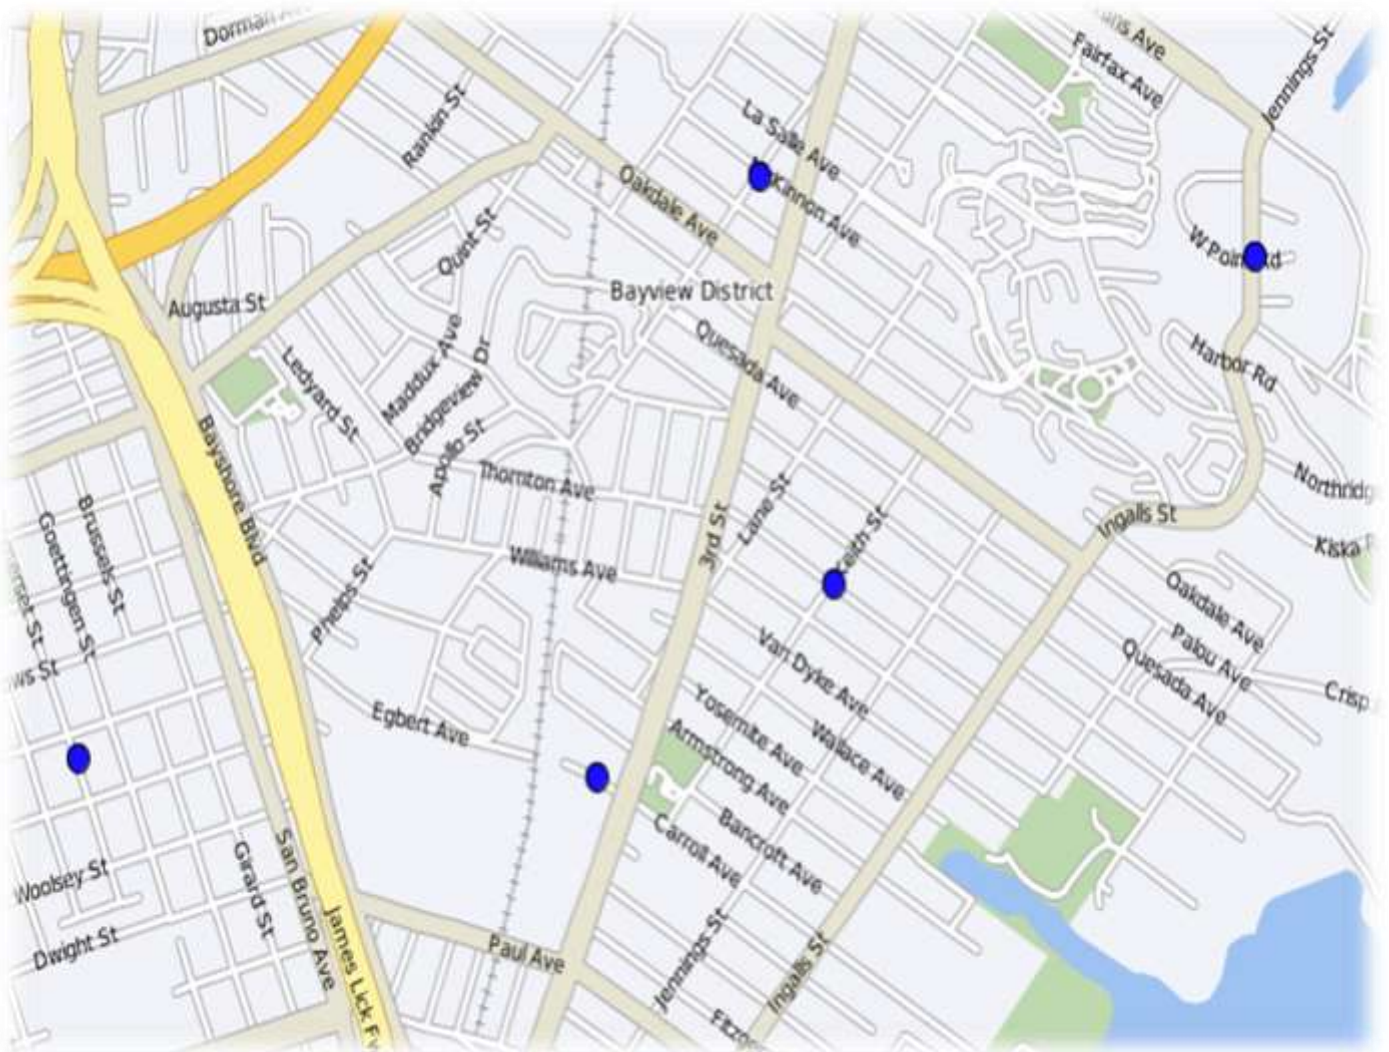 Dorman Ave
Fairfax Ave
Jennings St
Rankin St
La Salle Ave
Kinnon Ave
Oakdale Ave
Quint St
W Point Rd
Bayview District
Augusta St
Maddux Ave
Bridgeview Dr
Quesada Ave
Harbor Rd
Ledyard St
Apollo St
Bayshore Blvd
Thornton Ave
Lane St
3rd St
Leith St
Ingalls St
Northridg
Kiska
Brussels St
Goettingen St
Williams Ave
Phelps St
Oakdale Ave
Palou Ave
Quesada Ave
Crisp
Van Dyke Ave
Wallace Ave
Yosemite Ave
Armstrong Ave
Egbert Ave
Bancroft Ave
Carroll Ave
Woolsey St
Girard St
San Bruno Ave
James Lick
Dwight St
Paul Ave
Jennings St
Ingalls St